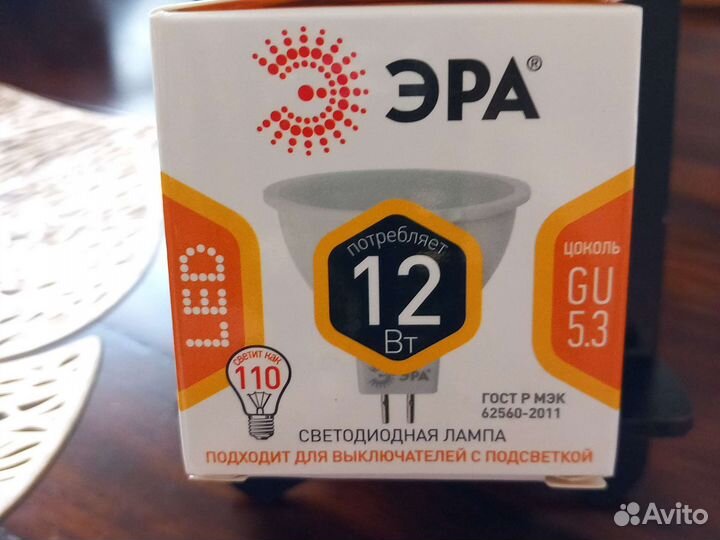 ЭРА®
LED
потребляет
12
Вт
цоколь
GU
5.3
светит как
110
ЭРА
ГОСТ Р МЭК
62560-2011
СВЕТОДИОДНАЯ ЛАМПА
ПОДХОДИТ ДЛЯ ВЫКЛЮЧАТЕЛЕЙ С ПОДСВЕТКОЙ
Avito